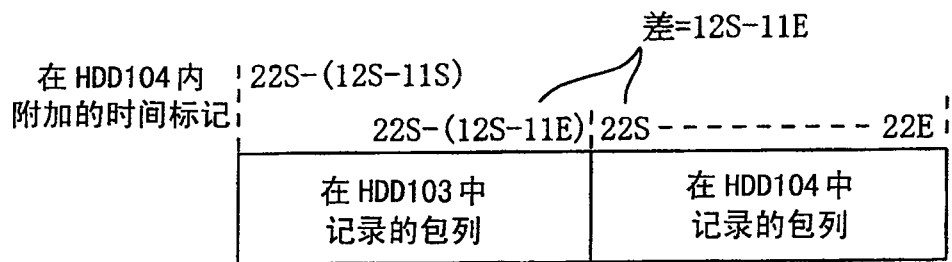 差=12S-11E
在HDD104内
附加的时间标记
22S-(12S-11S)
22S-(12S-11E)
22S---------22E
在HDD103中
记录的包列
在HDD104中
记录的包列